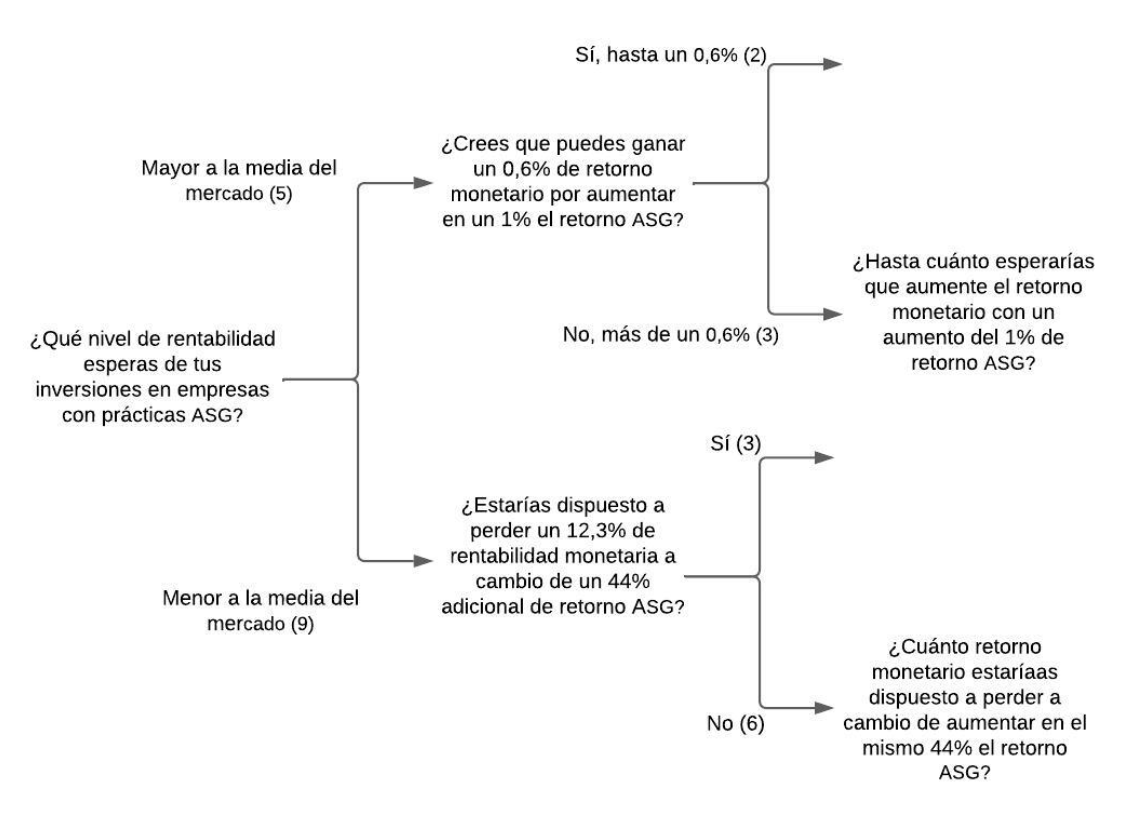 ¿Qué nivel de rentabilidad
esperas de tus
inversiones en empresas
con prácticas ASG?
Mayor a la media del
mercado (5)
¿Crees que puedes ganar
un 0,6% de retorno
monetario por aumentar
en un 1% el retorno ASG?
Sí, hasta un 0,6% (2)
No, más de un 0,6% (3)
¿Hasta cuánto esperarías
que aumente el retorno
monetario con un
aumento del 1% de
retorno ASG?
Menor a la media del
mercado (9)
¿Estarías dispuesto a
perder un 12,3% de
rentabilidad monetaria a
cambio de un 44%
adicional de retorno ASG?
Sí (3)
No (6)
¿Cuánto retorno
monetario estaríaas
dispuesto a perder a
cambio de aumentar en el
mismo 44% el retorno
ASG?